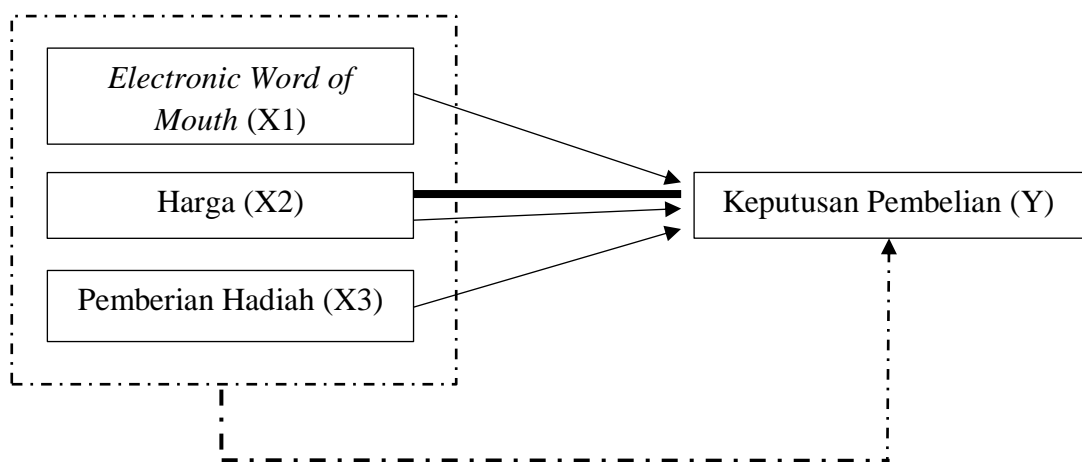 Electronic Word of
Mouth (X1)
Harga (X2)
Pemberian Hadiah (X3)
Keputusan Pembelian (Y)